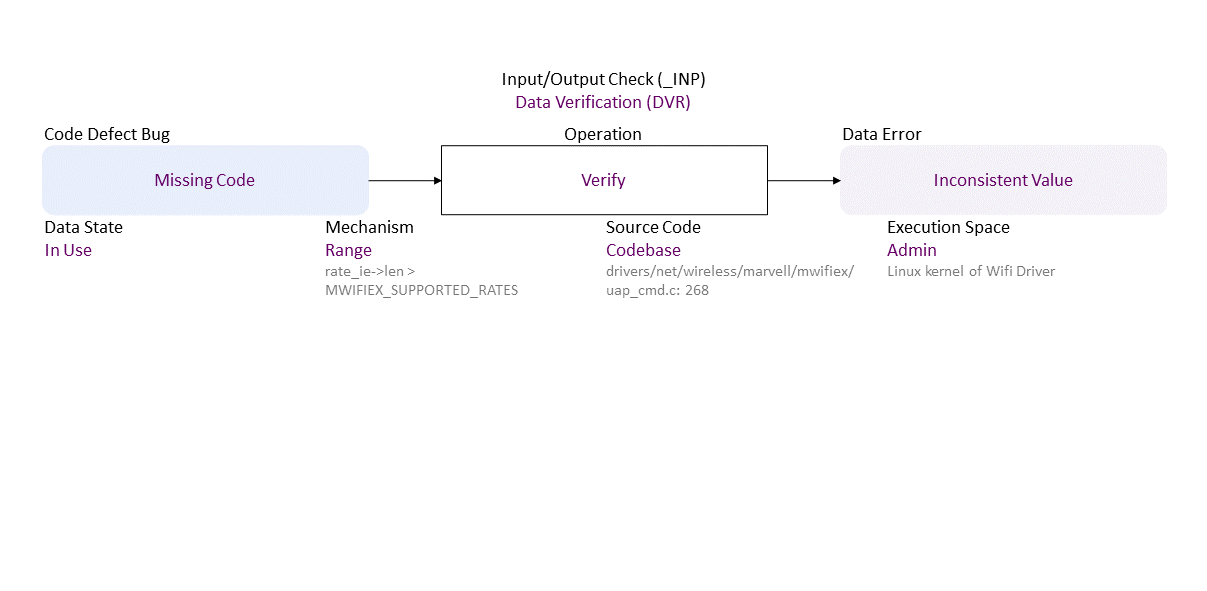 Input/Output Check (_INP)
Data Verification (DVR)
Code Defect Bug
Operation
Data Error
Missing Code
Verify
Inconsistent Value
Data State
In Use
Mechanism
Range
rate_ie->len >
MWIFIEX_SUPPORTED_RATES
Source Code
Codebase
drivers/net/wireless/marvell/mwifiex/
uap_cmd.c: 268
Execution Space
Admin
Linux kernel of Wifi Driver